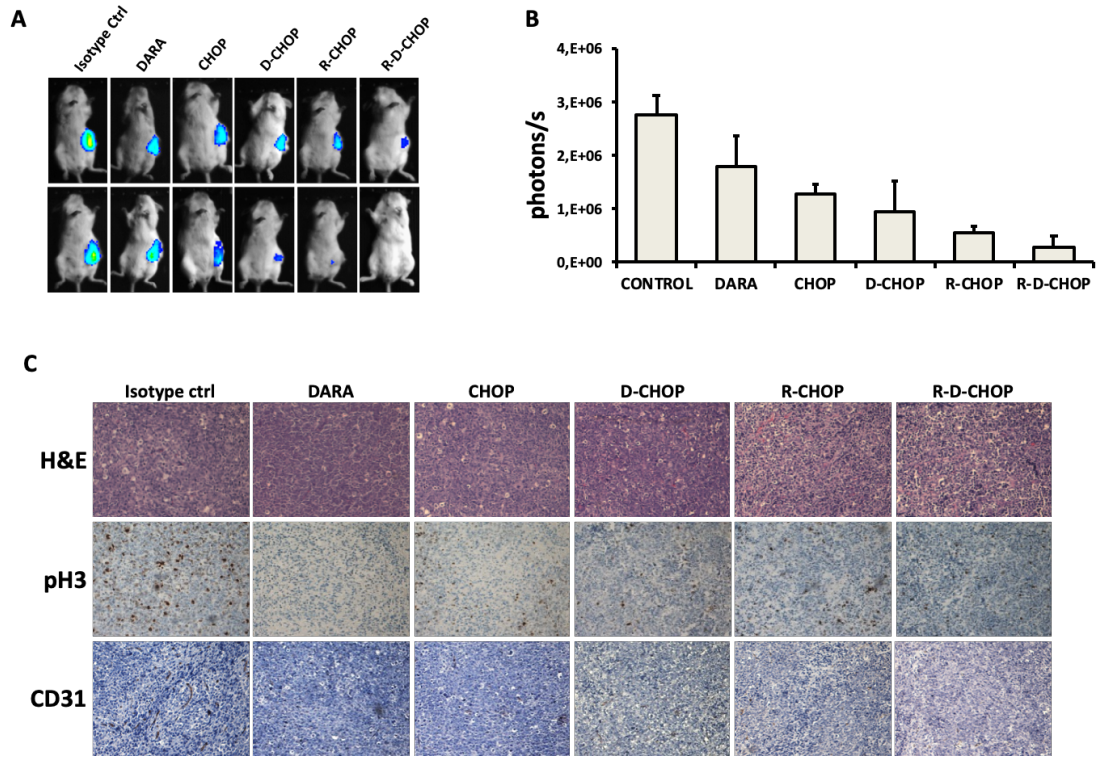 A
Isotype Ctrl
DARA
CHOP
D-CHOP
R-CHOP
R-D-CHOP
B
photons/s
4,E+06
3,E+06
2,E+06
1,E+06
0,E+00
CONTROL DARA CHOP D-CHOP R-CHOP R-D-CHOP
C
Isotype ctrl DARA CHOP D-CHOP R-CHOP R-D-CHOP
H&E
pH3
CD31